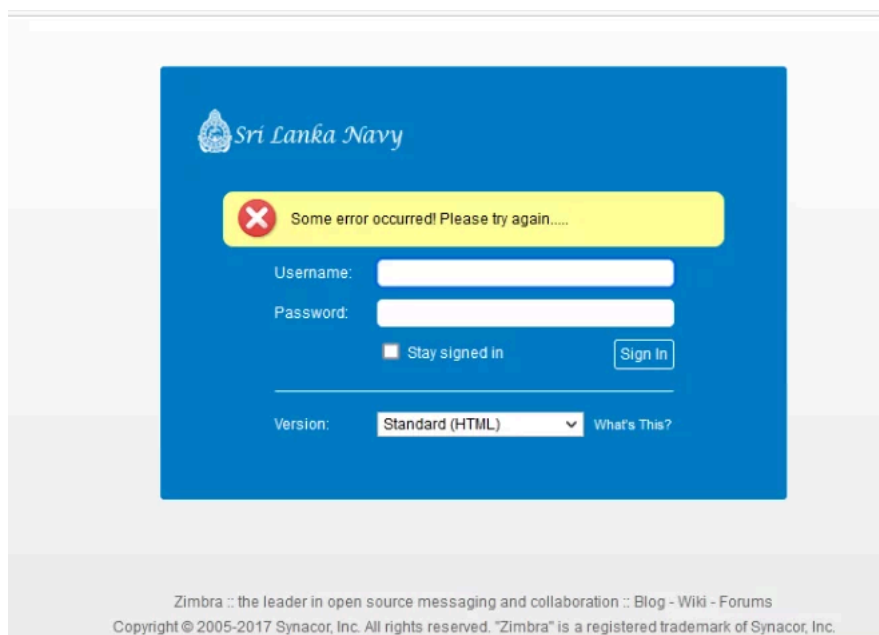 Sri Lanka Navy
Some error occurred! Please try again.....
Username:
Password:
Stay signed in
Sign In
Version: Standard (HTML) What's This?
Zimbra :: the leader in open source messaging and collaboration :: Blog - Wiki - Forums
Copyright © 2005-2017 Synacor, Inc. All rights reserved. "Zimbra" is a registered trademark of Synacor, Inc.